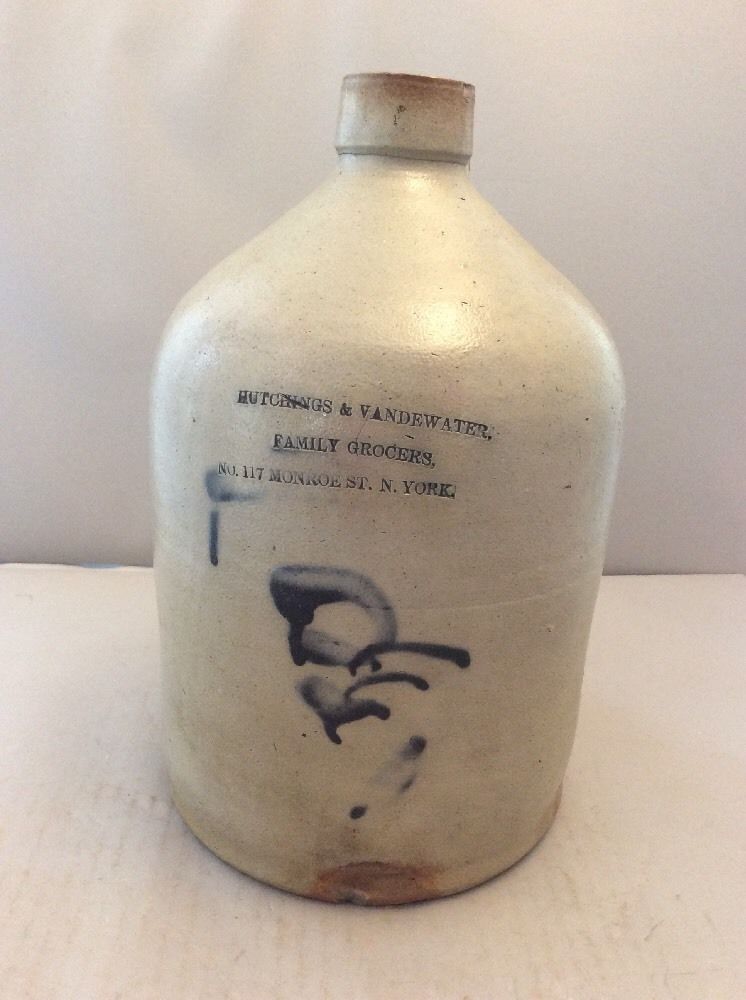 HUTCHINGS & VANDEWATER,
FAMILY GROCERS,
NO. 117 MONROE ST. N. YORK.